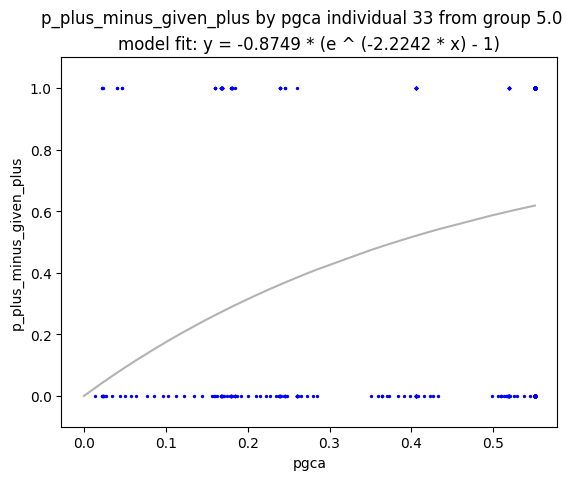 p_plus_minus_given_plus by pgca individual 33 from group 5.0
model fit: y = -0.8749 * (e ^ (-2.2242 * x) - 1)
1.0
0.8
0.6
0.4
0.2
0.0
p_plus_minus_given_plus
0.0 0.1 0.2 0.3 0.4 0.5
pgca